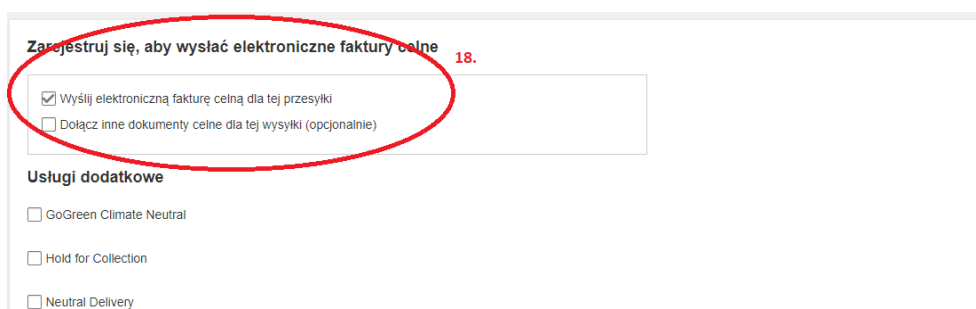 Zarejestruj się, aby wysłać elektroniczne faktury celne
18.
Wyślij elektroniczną fakturę celną dla tej przesyłki
Dołącz inne dokumenty celne dla tej wysyłki (opcjonalnie)
Usługi dodatkowe
GoGreen Climate Neutral
Hold for Collection
Neutral Delivery